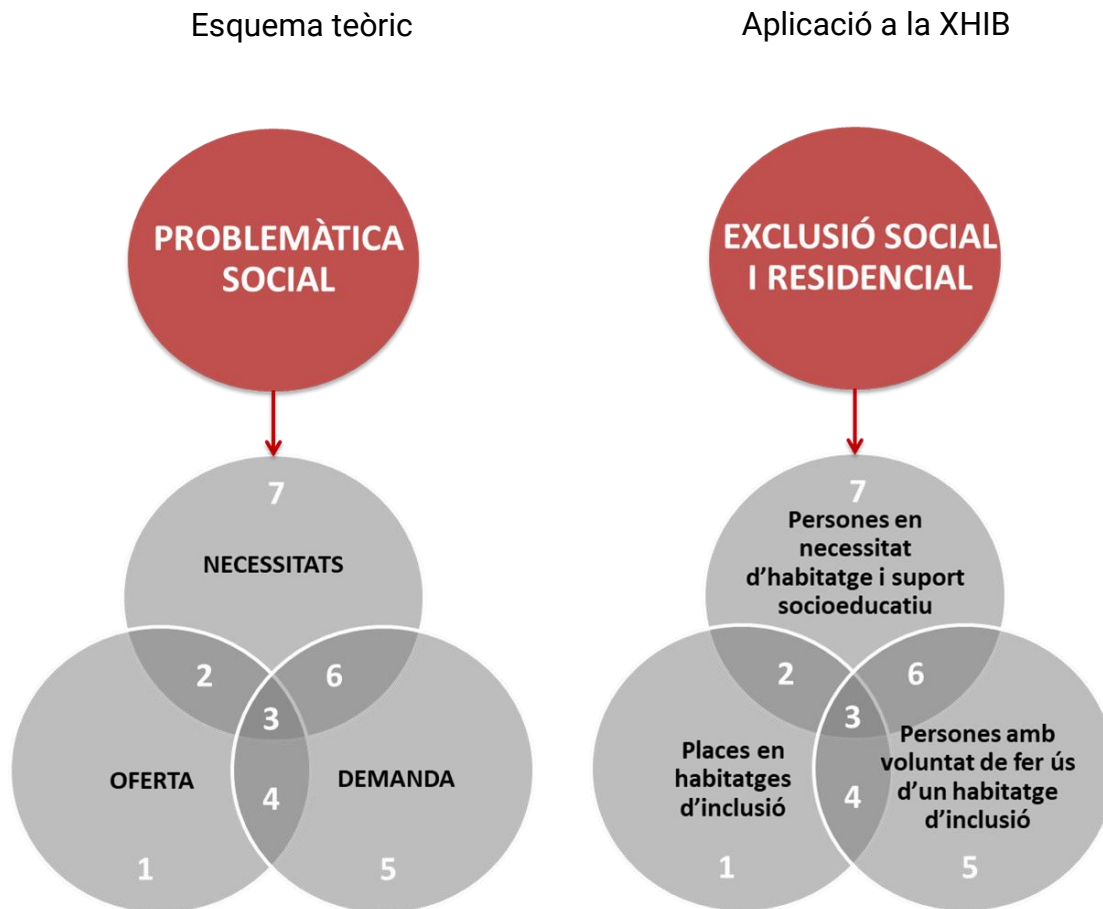 Esquema teòric
PROBLEMÀTICA
SOCIAL
7
NECESSITATS
2
6
3
OFERTA
DEMANDA
4
1
5
Aplicació a la XHIB
EXCLUSIÓ SOCIAL
I RESIDENCIAL
7
Persones en
necessitat
d'habitatge i suport
socioeducatiu
2
6
3
Places en
habitatges
d'inclusió
Persones amb
voluntat de fer ús
d'un habitatge
d'inclusió
4
1
5